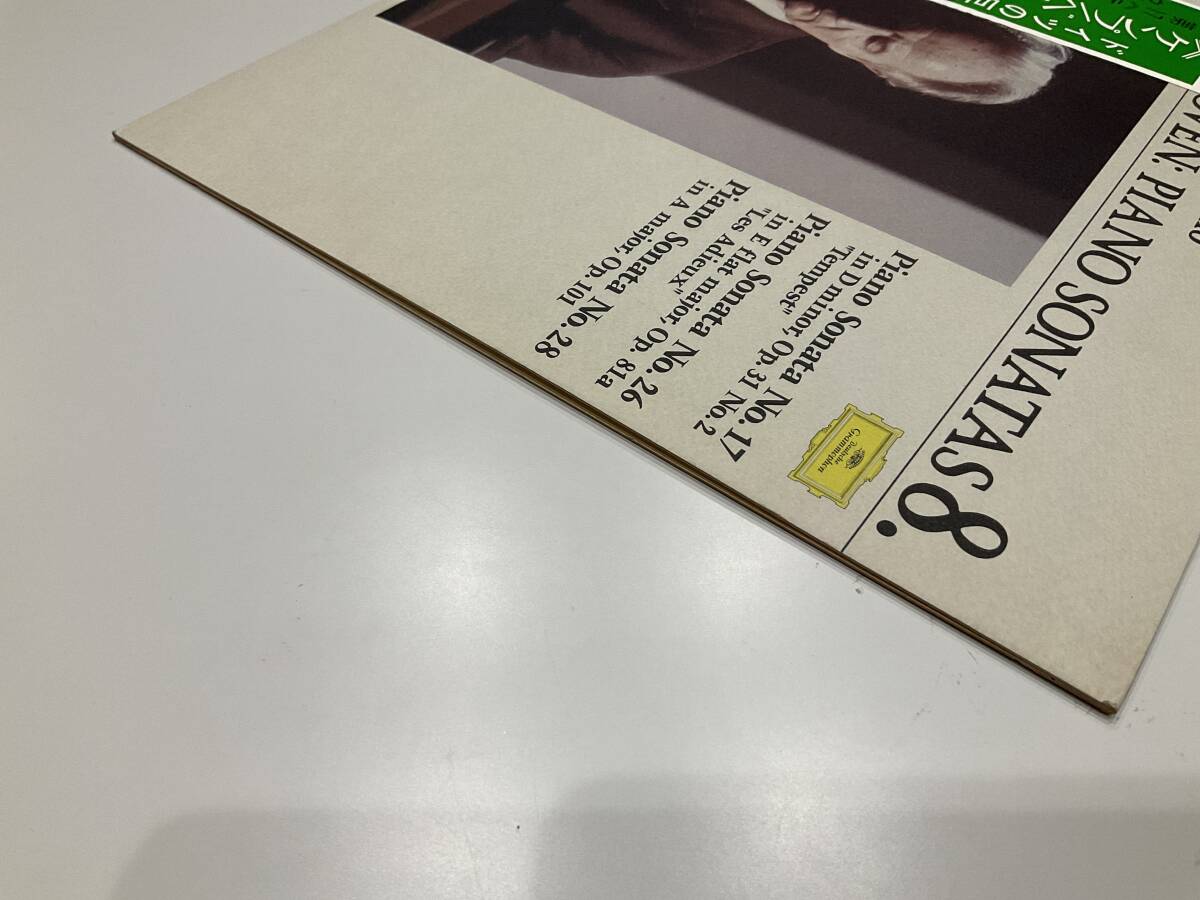 OVEN: PIANO SONATAS 8.
Deutsche
Grammophon
Piano Sonata No.17
in D minor, Op. 31 No.2
"Tempest"
Piano Sonata No.26
in E flat major, Op. 81a
"Les Adieux"
Piano Sonata No.28
in A major, Op.101